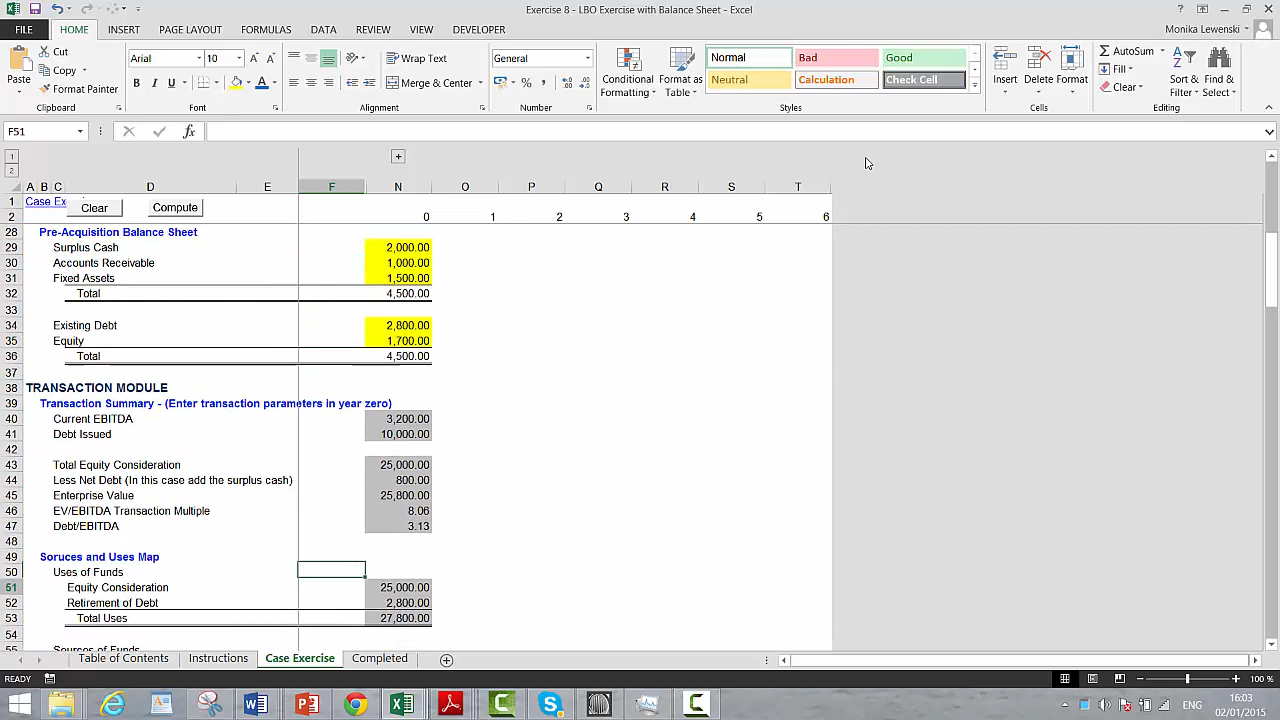 Exercise 8 - LBO Exercise with Balance Sheet - Excel
FILE HOME INSERT PAGE LAYOUT FORMULAS DATA REVIEW VIEW DEVELOPER Monika Lewenski
Paste Cut Copy Format Painter Clipboard
Arial 10 B I U Font
Wrap Text Merge & Center Alignment
General % , Number
Conditional Formatting Format as Table Normal Bad Good Neutral Calculation Check Cell Styles
Insert Delete Format Cells
AutoSum Fill Clear Sort & Filter Find & Select Editing
F51 fx
1
2
A B C D E F N O P Q R S T
1 Case Ex Clear Compute
2 0 1 2 3 4 5 6
28 Pre-Acquisition Balance Sheet
29 Surplus Cash 2,000.00
30 Accounts Receivable 1,000.00
31 Fixed Assets 1,500.00
32 Total 4,500.00
33
34 Existing Debt 2,800.00
35 Equity 1,700.00
36 Total 4,500.00
37
38 TRANSACTION MODULE
39 Transaction Summary - (Enter transaction parameters in year zero)
40 Current EBITDA 3,200.00
41 Debt Issued 10,000.00
42
43 Total Equity Consideration 25,000.00
44 Less Net Debt (In this case add the surplus cash) 800.00
45 Enterprise Value 25,800.00
46 EV/EBITDA Transaction Multiple 8.06
47 Debt/EBITDA 3.13
48
49 Soruces and Uses Map
50 Uses of Funds
51 Equity Consideration 25,000.00
52 Retirement of Debt 2,800.00
53 Total Uses 27,800.00
54
55 Sources of Funds
Table of Contents Instructions Case Exercise Completed
READY 100 %
ENG 16:03
02/01/2015